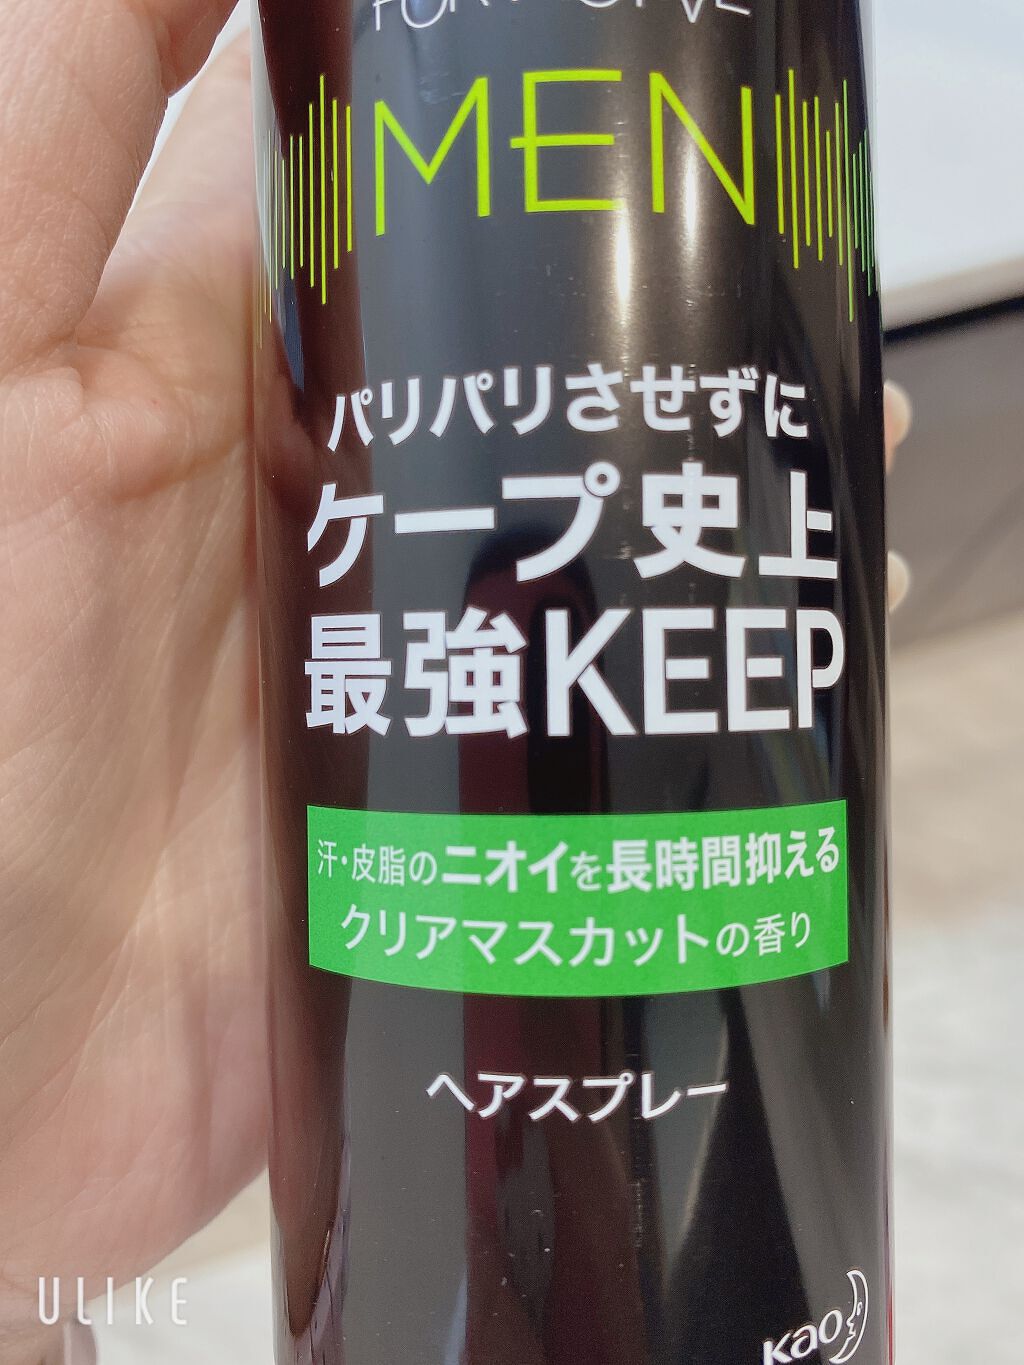 FOR ACTIVE
MEN
パリパリさせずに
ケープ史上
最強KEEP
汗・皮脂のニオイを長時間抑える
クリアマスカットの香り
ヘアスプレー
Kao
ULIKE